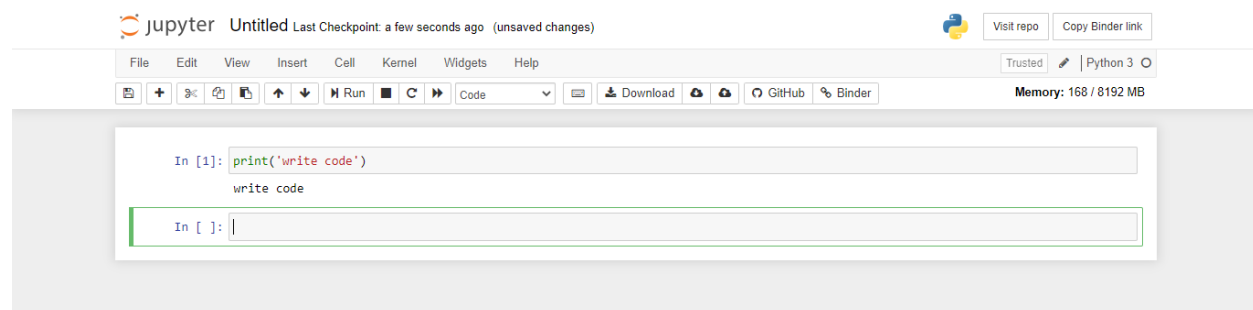 jupyter Untitled Last Checkpoint: a few seconds ago (unsaved changes) Visit repo Copy Binder link
File Edit View Insert Cell Kernel Widgets Help Trusted Python 3
Run Code Download GitHub Binder Memory: 168 / 8192 MB
In [1]: print('write code')
write code
In [ ]: